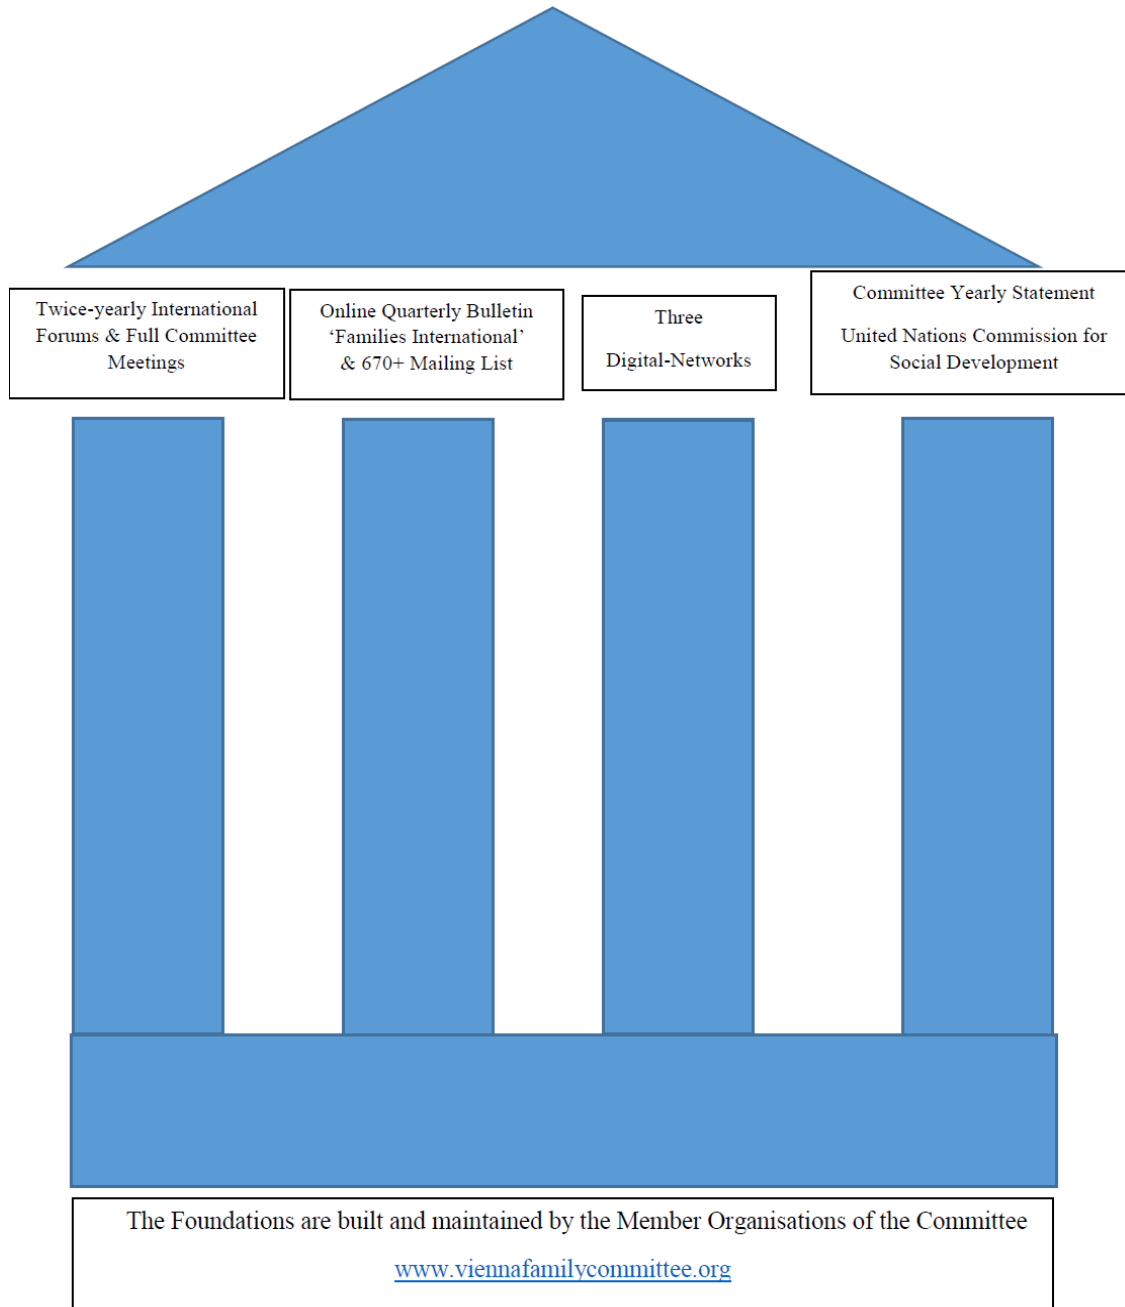 Twice-yearly International
Forums & Full Committee
Meetings
Online Quarterly Bulletin
‘Families International’
& 670+ Mailing List
Three
Digital-Networks
Committee Yearly Statement
United Nations Commission for
Social Development
The Foundations are built and maintained by the Member Organisations of the Committee
www.viennafamilycommittee.org